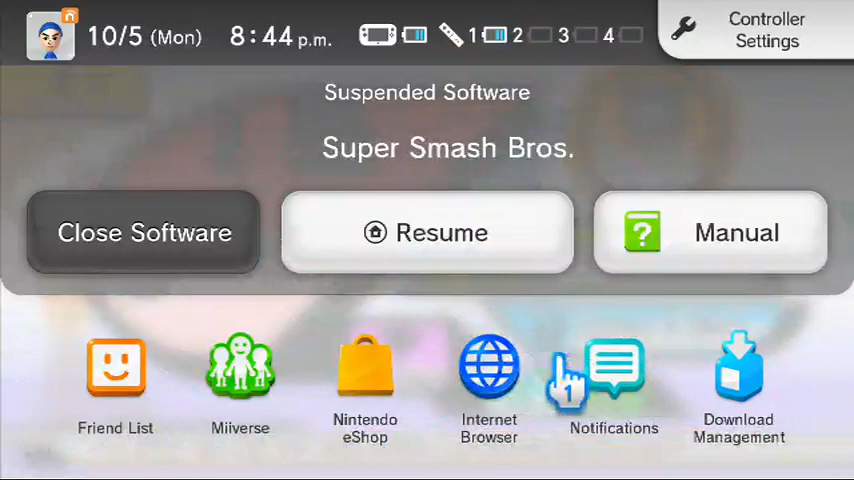 10/5 (Mon) 8:44 p.m. 1 2 3 4
Controller
Settings
Suspended Software
Super Smash Bros.
Close Software
Resume
? Manual
Friend List
Miiverse
Nintendo
eShop
Internet
Browser
1
Notifications
Download
Management